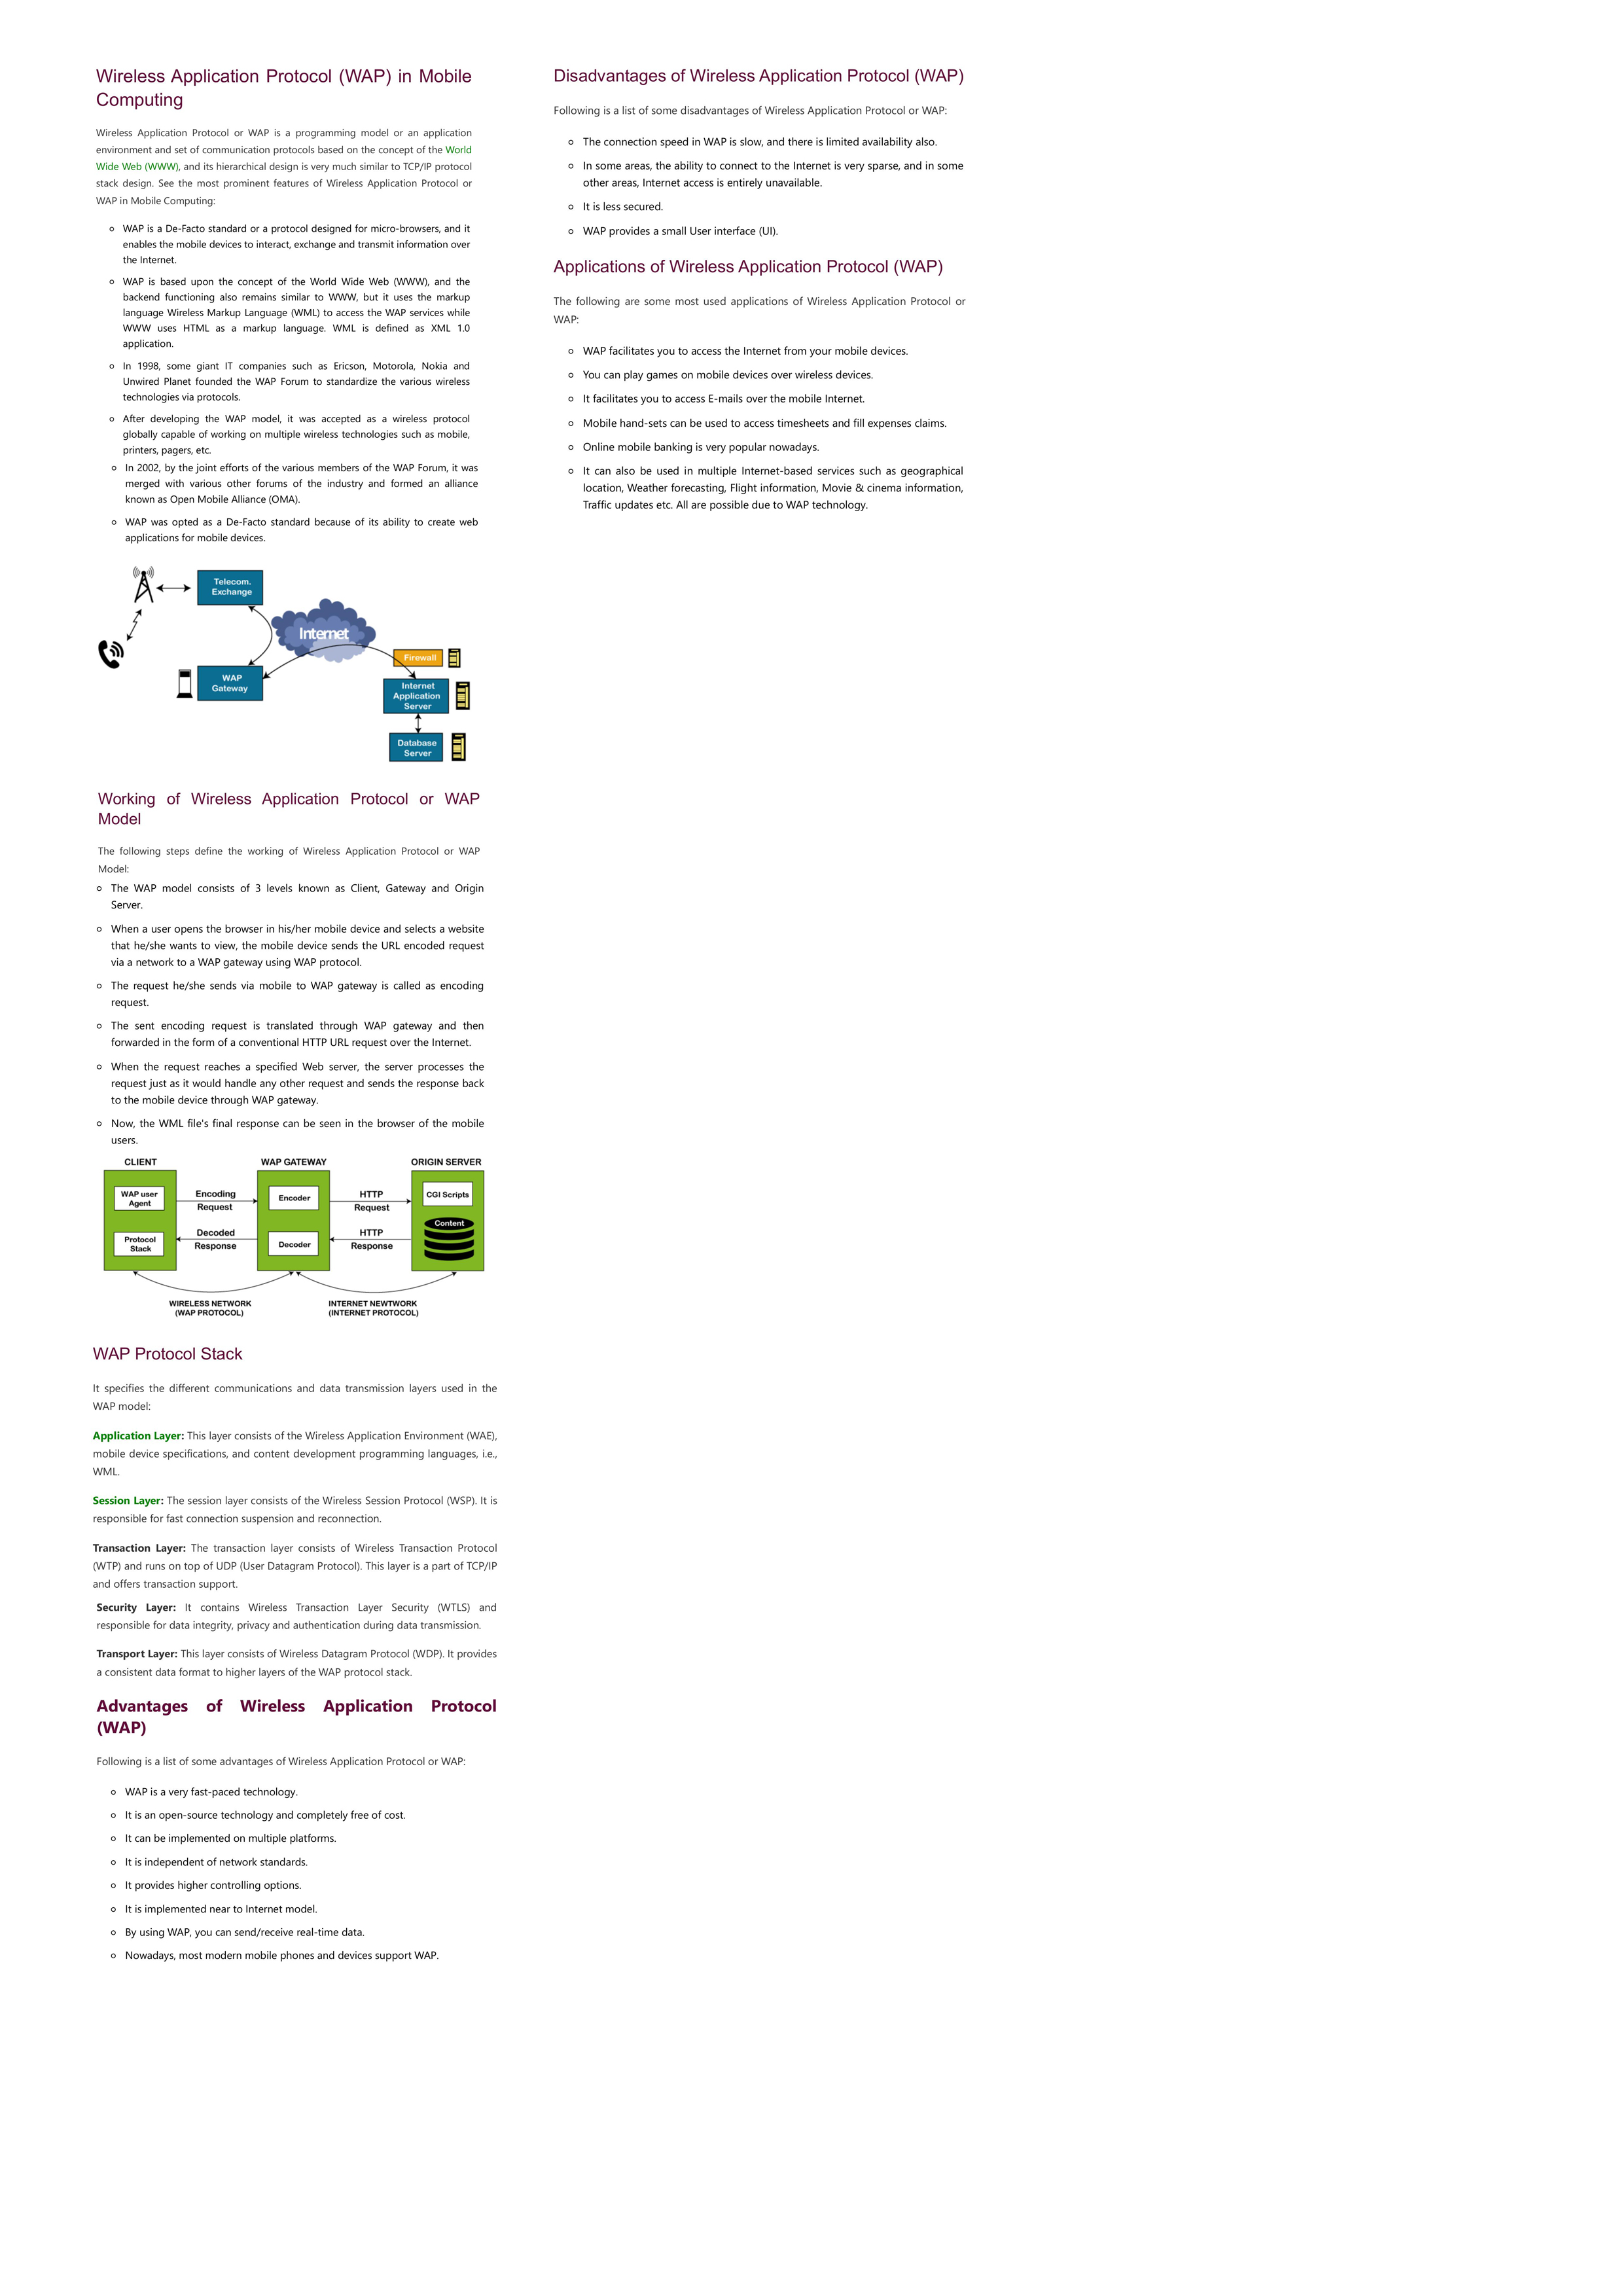 Wireless Application Protocol (WAP) in Mobile
Computing
Wireless Application Protocol or WAP is a programming model or an application
environment and set of communication protocols based on the concept of the World
Wide Web (WWW), and its hierarchical design is very much similar to TCP/IP protocol
stack design. See the most prominent features of Wireless Application Protocol or
WAP in Mobile Computing:
WAP is a De-Facto standard or a protocol designed for micro-browsers, and it
enables the mobile devices to interact, exchange and transmit information over
the Internet.
WAP is based upon the concept of the World Wide Web (WWW), and the
backend functioning also remains similar to WWW, but it uses the markup
language Wireless Markup Language (WML) to access the WAP services while
WWW uses HTML as a markup language. WML is defined as XML 1.0
application.
In 1998, some giant IT companies such as Ericson, Motorola, Nokia and
Unwired Planet founded the WAP Forum to standardize the various wireless
technologies via protocols.
After developing the WAP model, it was accepted as a wireless protocol
globally capable of working on multiple wireless technologies such as mobile,
printers, pagers, etc.
In 2002, by the joint efforts of the various members of the WAP Forum, it was
merged with various other forums of the industry and formed an alliance
known as Open Mobile Alliance (OMA).
WAP was opted as a De-Facto standard because of its ability to create web
applications for mobile devices.
Telecom.
Exchange
Internet
Firewall
WAP
Gateway
Internet
Application
Server
Database
Server
Working of Wireless Application Protocol or WAP
Model
The following steps define the working of Wireless Application Protocol or WAP
Model:
The WAP model consists of 3 levels known as Client, Gateway and Origin
Server.
When a user opens the browser in his/her mobile device and selects a website
that he/she wants to view, the mobile device sends the URL encoded request
via a network to a WAP gateway using WAP protocol.
The request he/she sends via mobile to WAP gateway is called as encoding
request.
The sent encoding request is translated through WAP gateway and then
forwarded in the form of a conventional HTTP URL request over the Internet.
When the request reaches a specified Web server, the server processes the
request just as it would handle any other request and sends the response back
to the mobile device through WAP gateway.
Now, the WML file's final response can be seen in the browser of the mobile
users.
CLIENT WAP GATEWAY ORIGIN SERVER
WAP user
Agent
Encoding
Request
Encoder
HTTP
Request
CGI Scripts
Content
Protocol
Stack
Decoded
Response
Decoder
HTTP
Response
WIRELESS NETWORK
(WAP PROTOCOL)
INTERNET NEWTWORK
(INTERNET PROTOCOL)
WAP Protocol Stack
It specifies the different communications and data transmission layers used in the
WAP model:
Application Layer: This layer consists of the Wireless Application Environment (WAE),
mobile device specifications, and content development programming languages, i.e.,
WML.
Session Layer: The session layer consists of the Wireless Session Protocol (WSP). It is
responsible for fast connection suspension and reconnection.
Transaction Layer: The transaction layer consists of Wireless Transaction Protocol
(WTP) and runs on top of UDP (User Datagram Protocol). This layer is a part of TCP/IP
and offers transaction support.
Security Layer: It contains Wireless Transaction Layer Security (WTLS) and
responsible for data integrity, privacy and authentication during data transmission.
Transport Layer: This layer consists of Wireless Datagram Protocol (WDP). It provides
a consistent data format to higher layers of the WAP protocol stack.
Advantages of Wireless Application Protocol
(WAP)
Following is a list of some advantages of Wireless Application Protocol or WAP:
WAP is a very fast-paced technology.
It is an open-source technology and completely free of cost.
It can be implemented on multiple platforms.
It is independent of network standards.
It provides higher controlling options.
It is implemented near to Internet model.
By using WAP, you can send/receive real-time data.
Nowadays, most modern mobile phones and devices support WAP.
Disadvantages of Wireless Application Protocol (WAP)
Following is a list of some disadvantages of Wireless Application Protocol or WAP:
The connection speed in WAP is slow, and there is limited availability also.
In some areas, the ability to connect to the Internet is very sparse, and in some
other areas, Internet access is entirely unavailable.
It is less secured.
WAP provides a small User interface (UI).
Applications of Wireless Application Protocol (WAP)
The following are some most used applications of Wireless Application Protocol or
WAP:
WAP facilitates you to access the Internet from your mobile devices.
You can play games on mobile devices over wireless devices.
It facilitates you to access E-mails over the mobile Internet.
Mobile hand-sets can be used to access timesheets and fill expenses claims.
Online mobile banking is very popular nowadays.
It can also be used in multiple Internet-based services such as geographical
location, Weather forecasting, Flight information, Movie & cinema information,
Traffic updates etc. All are possible due to WAP technology.